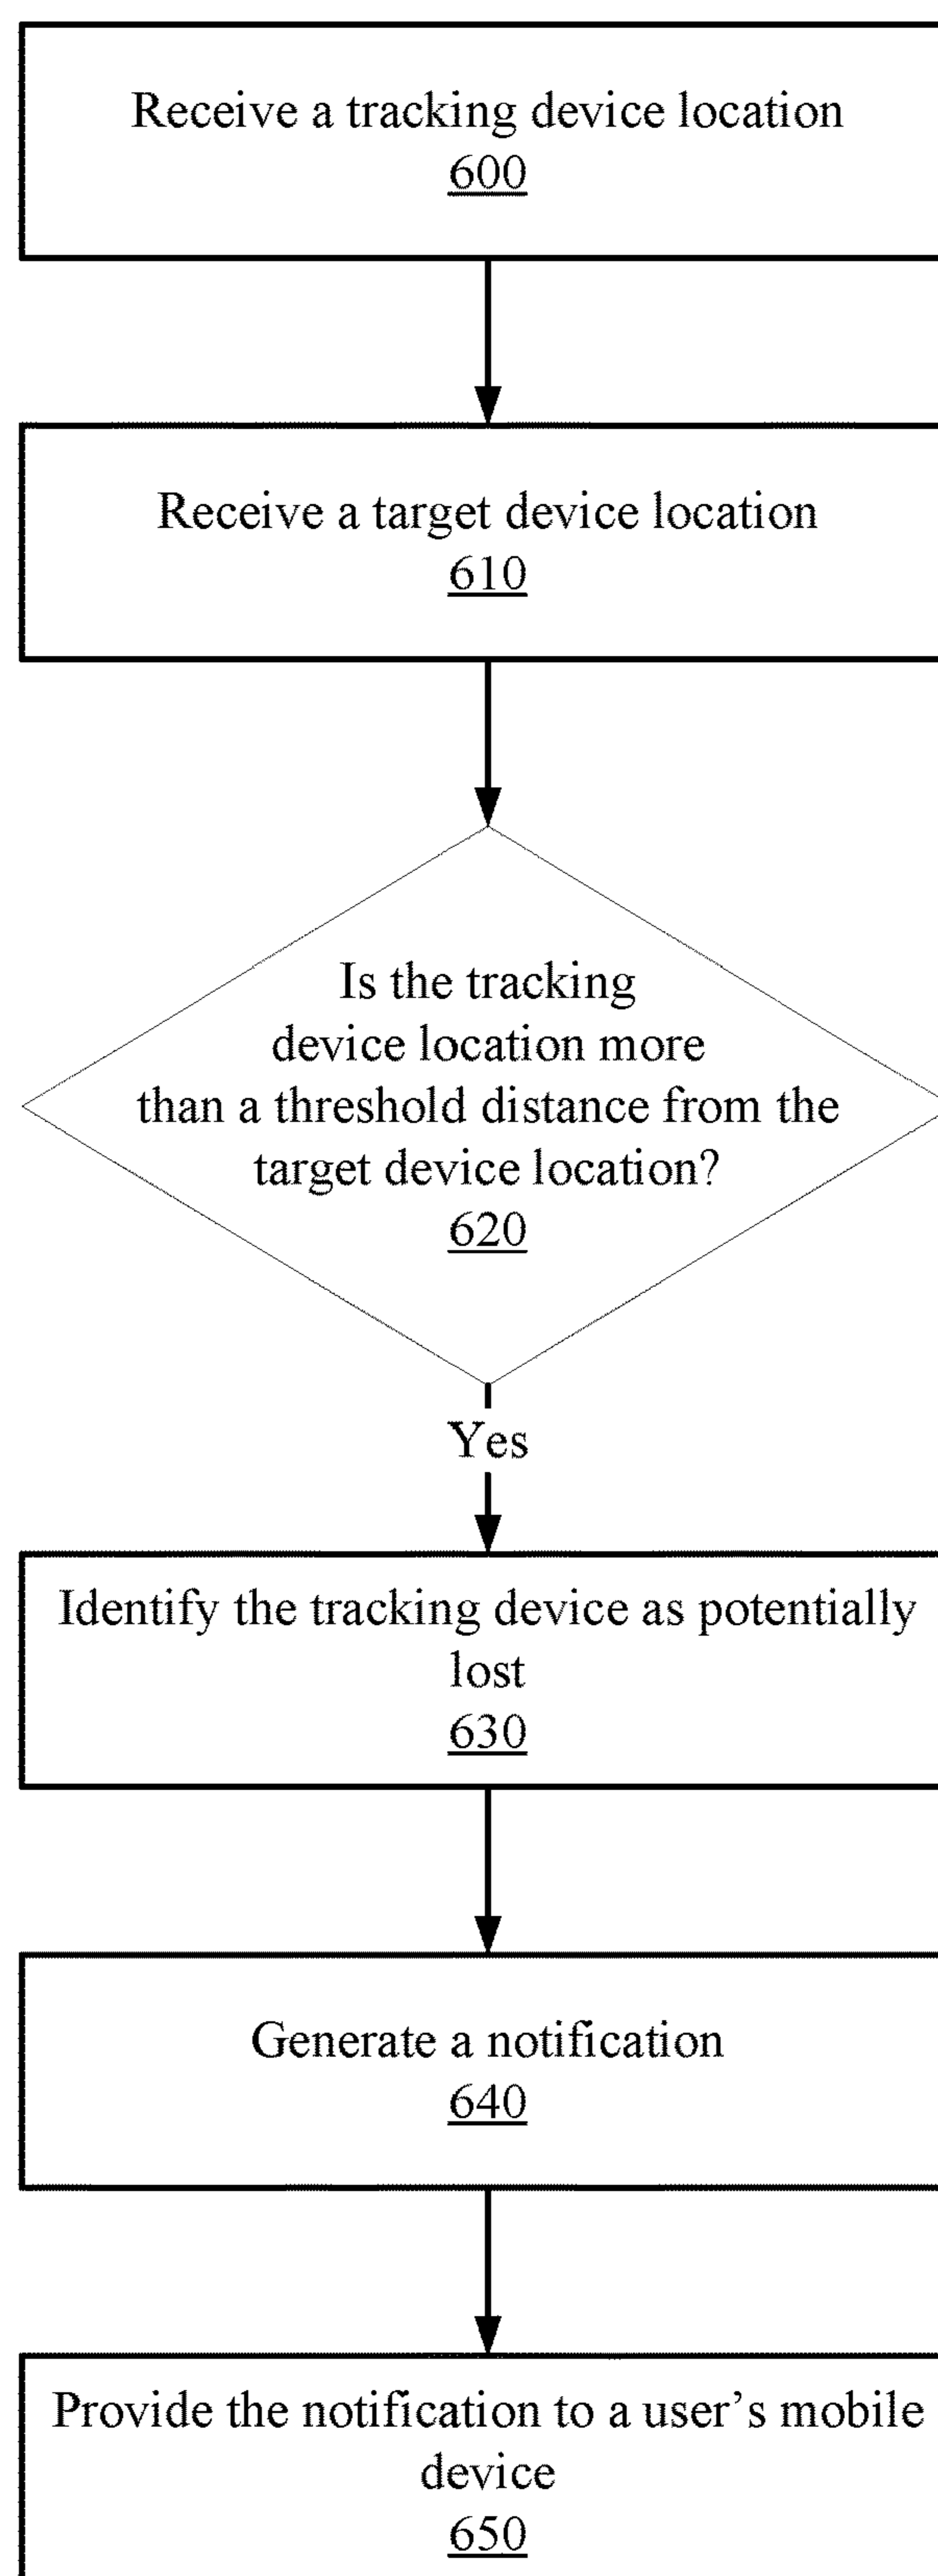 Receive a tracking device location
600
Receive a target device location
610
Is the tracking
device location more
than a threshold distance from the
target device location?
620
Yes
Identify the tracking device as potentially
lost
630
Generate a notification
640
Provide the notification to a user’s mobile
device
650